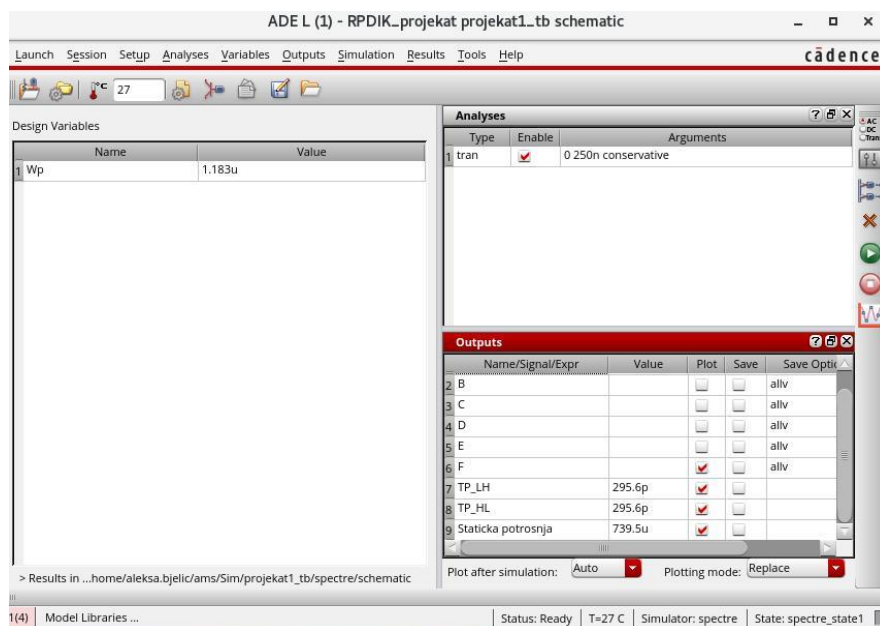 ADE L (1) - RPDIK_projekat projekat1_tb schematic
Launch Session Setup Analyses Variables Outputs Simulation Results Tools Help
cādence
°C 27
Design Variables
Name Value
1 Wp 1.183u
> Results in ...home/aleksa.bjelic/ams/Sim/projekat1_tb/spectre/schematic
Analyses
Type Enable Arguments
1 tran 0 250n conservative
AC
DC
Tran
Outputs
Name/Signal/Expr Value Plot Save Save Optic
2 B allv
3 C allv
4 D allv
5 E allv
6 F allv
7 TP_LH 295.6p
8 TP_HL 295.6p
9 Staticka potrosnja 739.5u
Plot after simulation: Auto Plotting mode: Replace
1(4) Model Libraries ... Status: Ready T=27 C Simulator: spectre State: spectre_state1